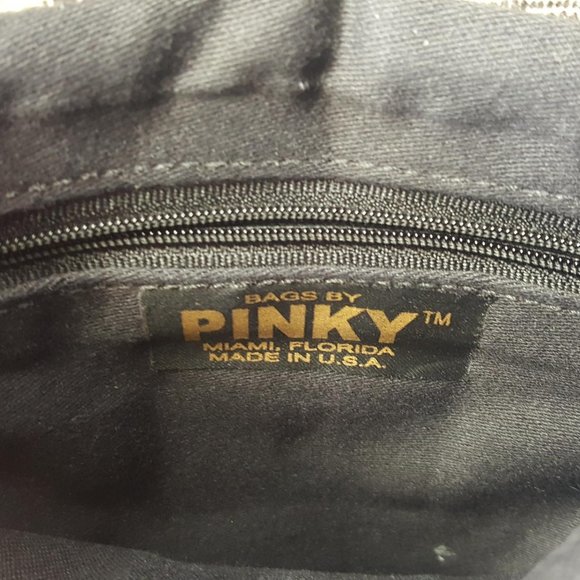 BAGS BY
PINKY™
MIAMI, FLORIDA
MADE IN U.S.A.